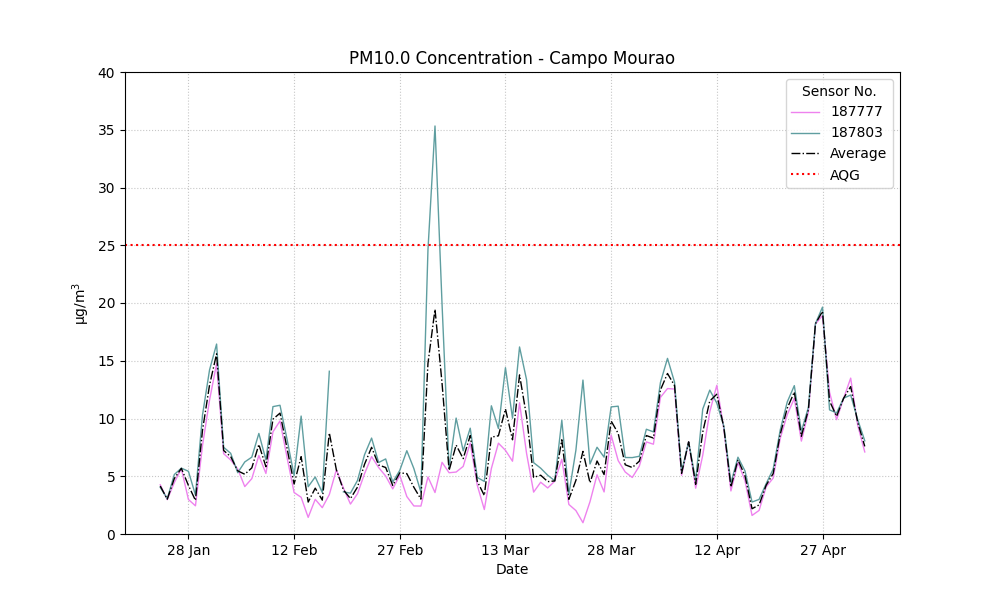 PM10.0 Concentration - Campo Mourao
40
35
30
25
20
15
10
5
0
μg/m³
Sensor No.
187777
187803
Average
AQG
28 Jan
12 Feb
27 Feb
13 Mar
28 Mar
12 Apr
27 Apr
Date